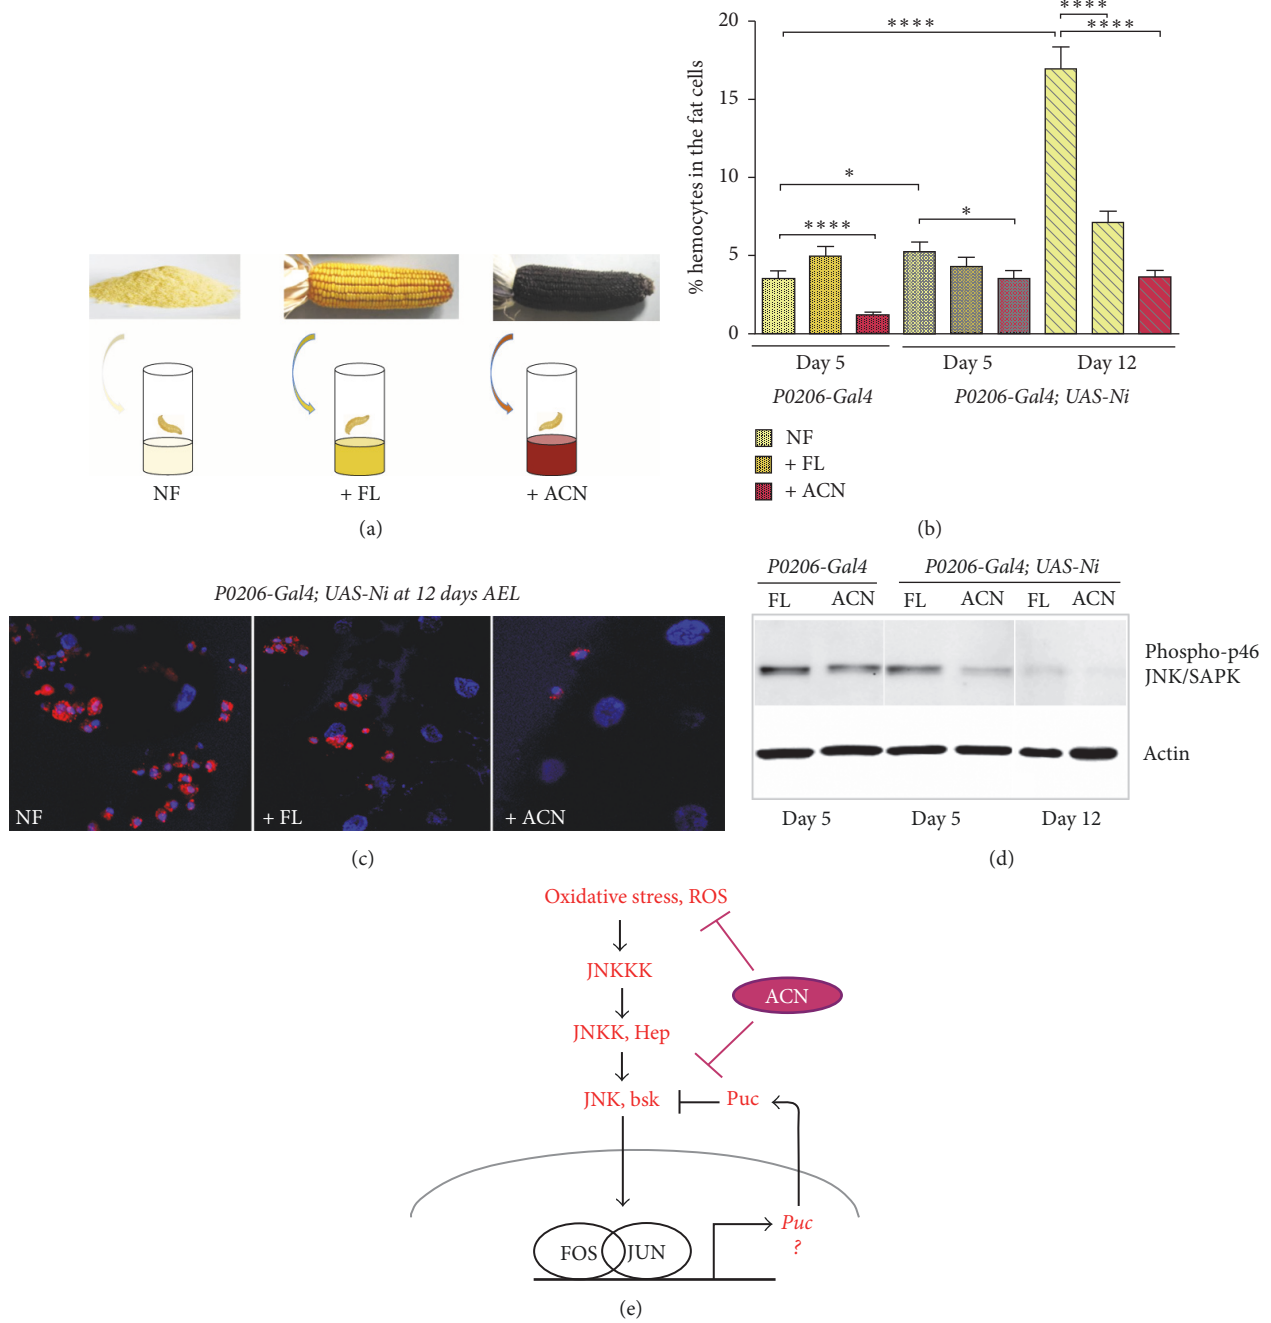 NF
+ FL
+ ACN
(a)
% hemocytes in the fat cells
20
15
10
5
0
****
****
****
*
*
****
Day 5
Day 5
Day 12
P0206-Gal4
P0206-Gal4; UAS-Ni
NF
+ FL
+ ACN
(b)
P0206-Gal4; UAS-Ni at 12 days AEL
NF
+ FL
+ ACN
(c)
P0206-Gal4
P0206-Gal4; UAS-Ni
FL
ACN
FL
ACN
FL
ACN
Phospho-p46
JNK/SAPK
Actin
Day 5
Day 5
Day 12
(d)
Oxidative stress, ROS
JNKKK
ACN
JNKK, Hep
JNK, bsk
Puc
Puc
?
FOS
JUN
(e)